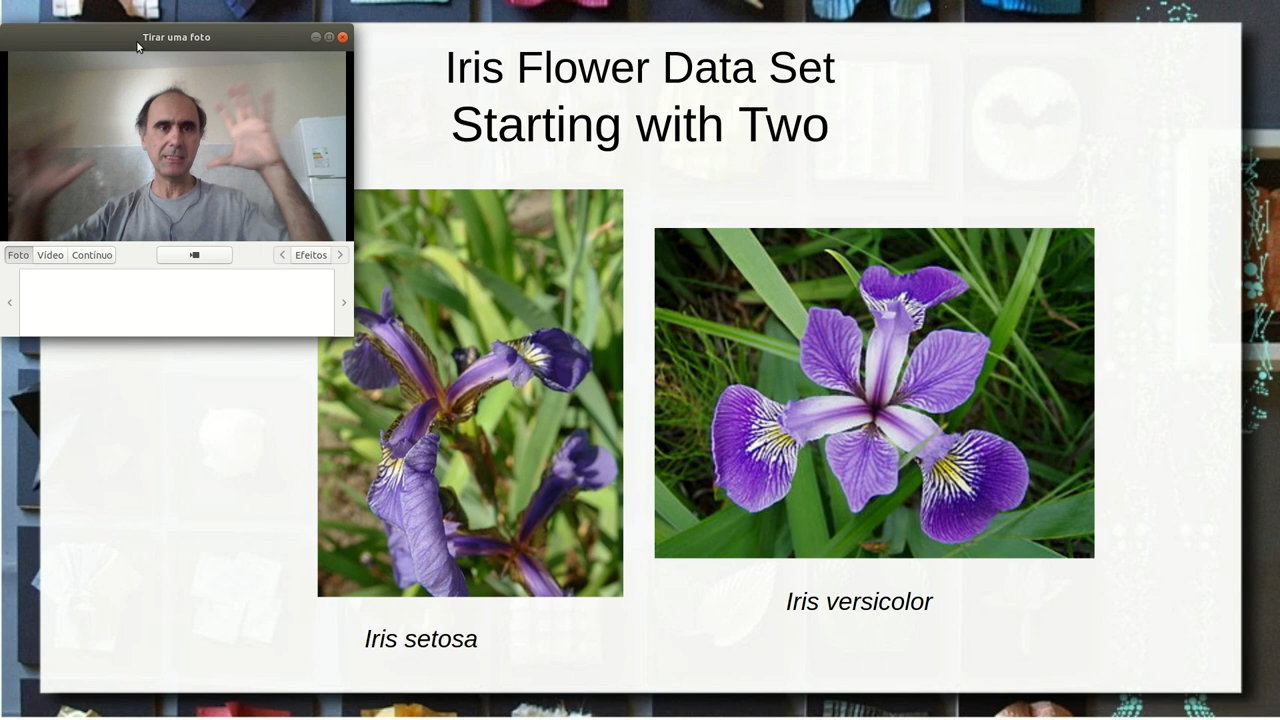 Tirar uma foto
Iris Flower Data Set
Starting with Two
Foto Vídeo Contínuo Efeitos
Iris versicolor
Iris setosa